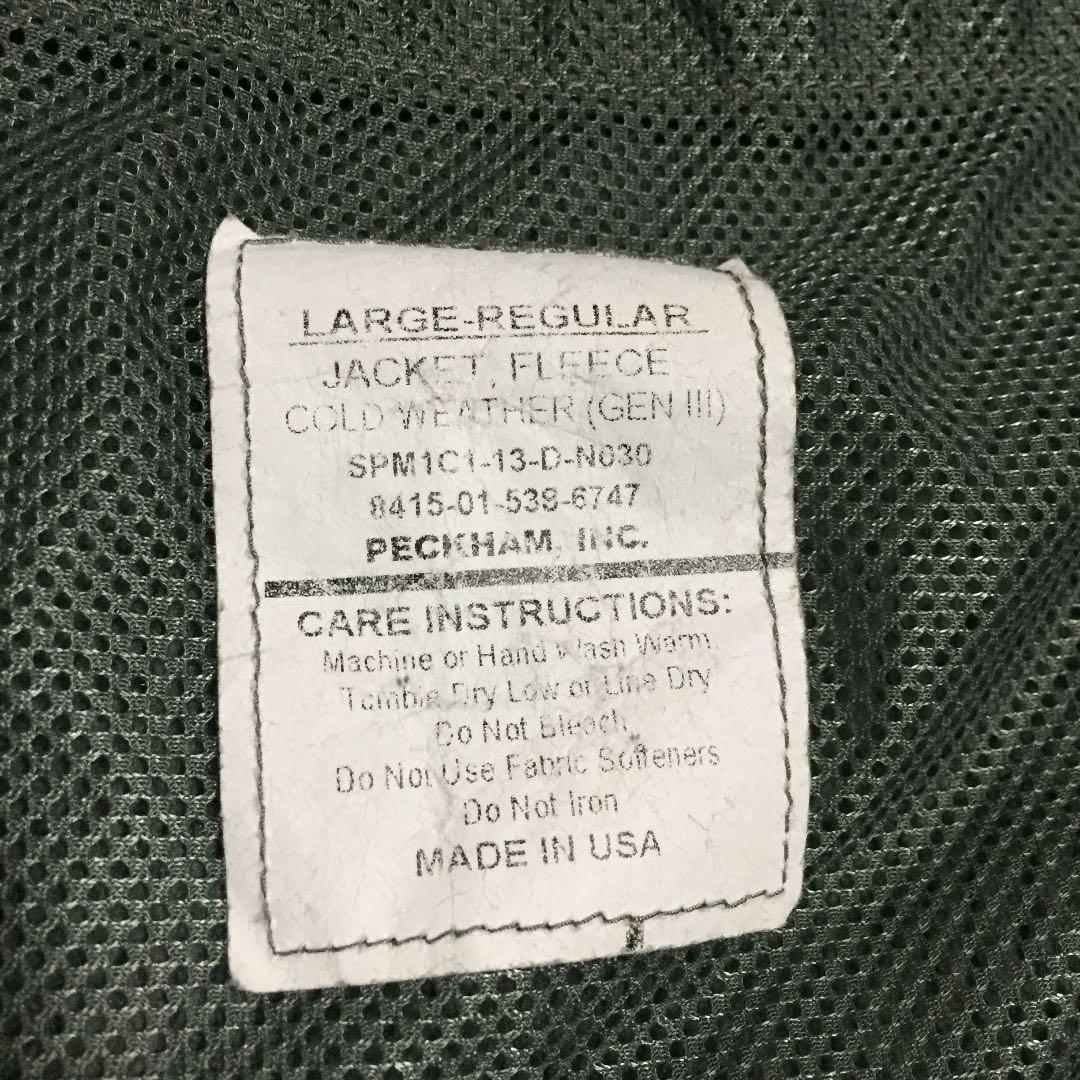 LARGE-REGULAR
JACKET, FLEECE
COLD WEATHER (GEN III)
SPM1C1-13-D-N030
8415-01-538-6747
PECKHAM, INC.
CARE INSTRUCTIONS:
Machine or Hand Wash Warm.
Tumble Dry Low or Line Dry
Do Not Bleach,
Do Not Use Fabric Softeners
Do Not Iron
MADE IN USA